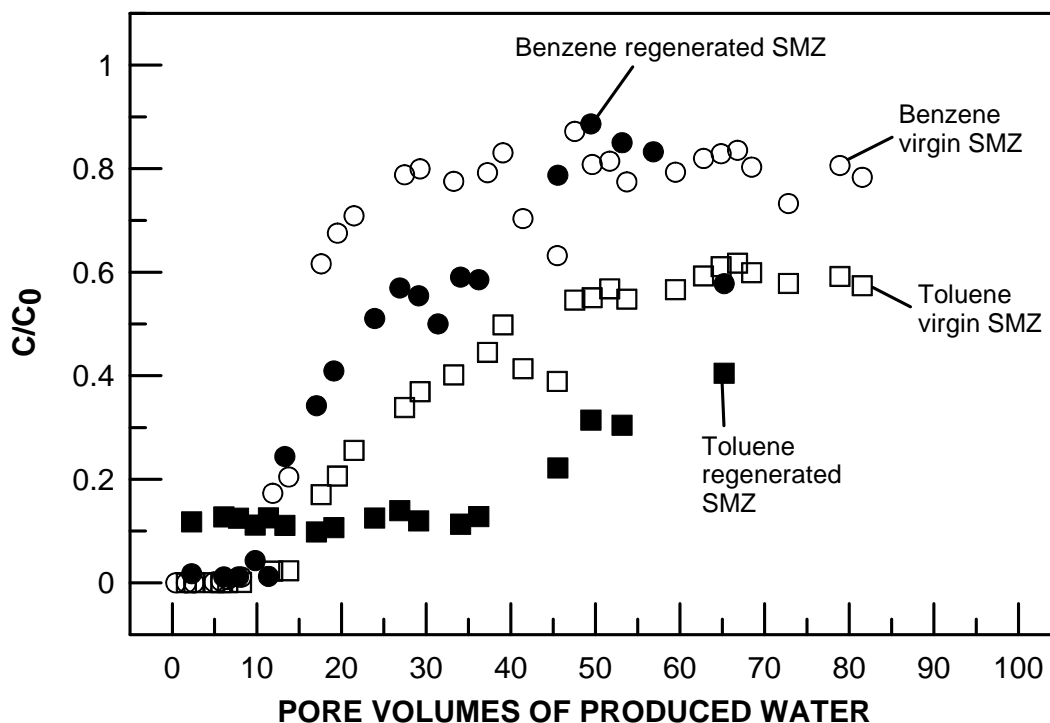 Benzene regenerated SMZ
Benzene
virgin SMZ
Toluene
virgin SMZ
Toluene
regenerated
SMZ
C/C0
1
0.8
0.6
0.4
0.2
0
0 10 20 30 40 50 60 70 80 90 100
PORE VOLUMES OF PRODUCED WATER